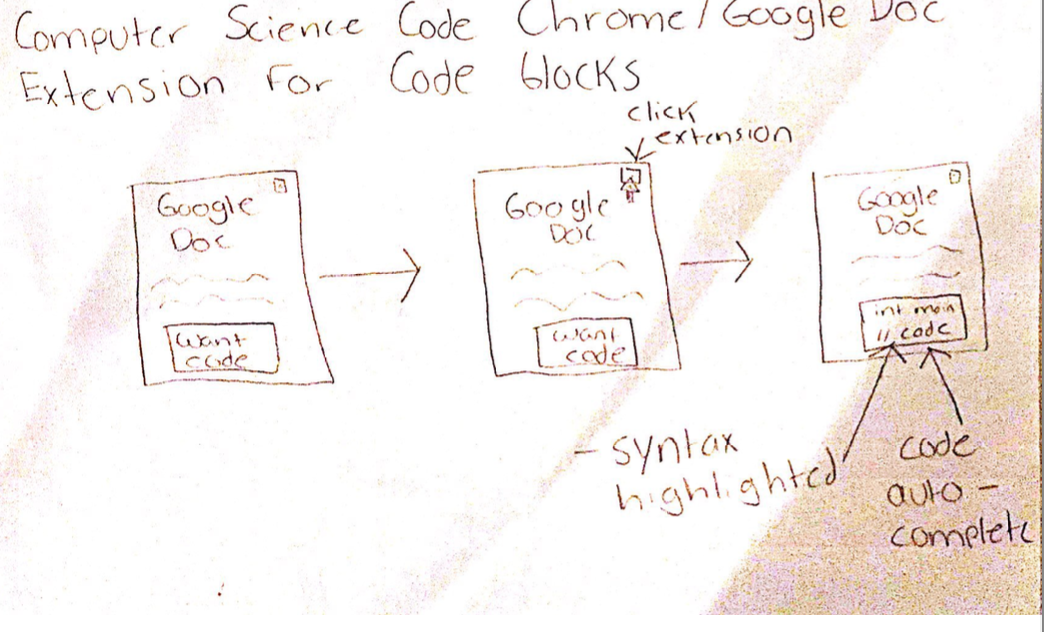 Computer Science Code Chrome/Google Doc
Extension For Code blocks
click
extension
Google
Doc
want
code
Google
Doc
want
code
Google
Doc
int main
// code
- syntax
highlighted
code
auto-
complete